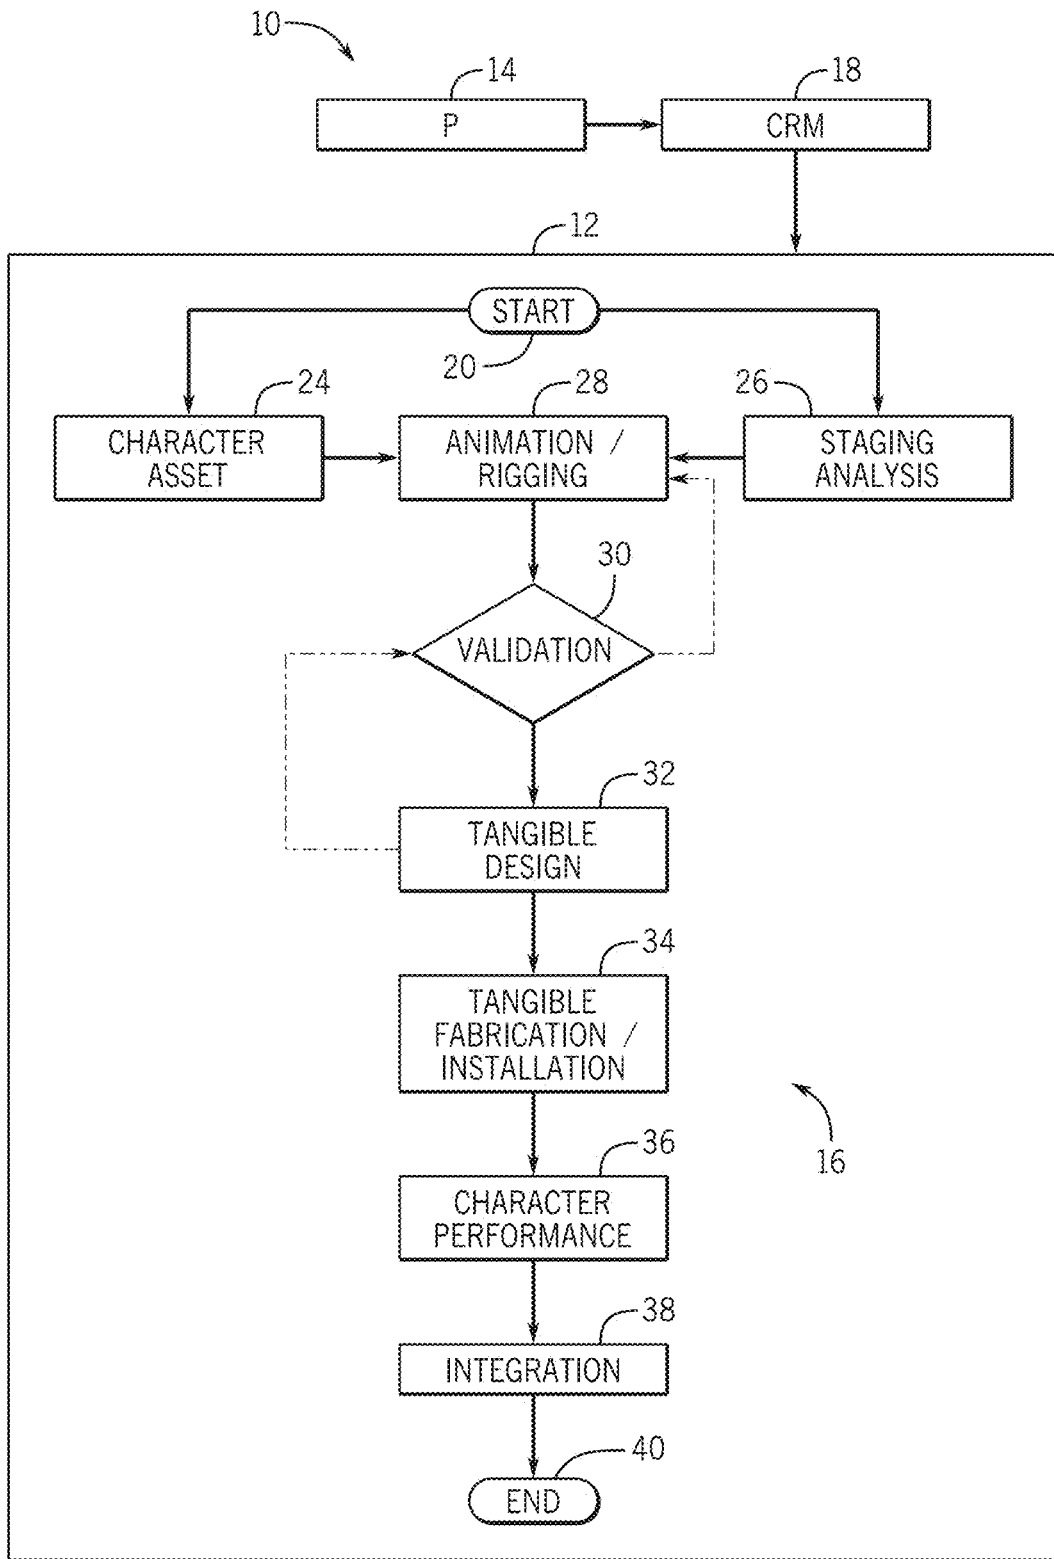 10
14
18
P
CRM
12
START
20
24
28
26
CHARACTER
ASSET
ANIMATION /
RIGGING
STAGING
ANALYSIS
30
VALIDATION
32
TANGIBLE
DESIGN
34
TANGIBLE
FABRICATION /
INSTALLATION
16
36
CHARACTER
PERFORMANCE
38
INTEGRATION
40
END